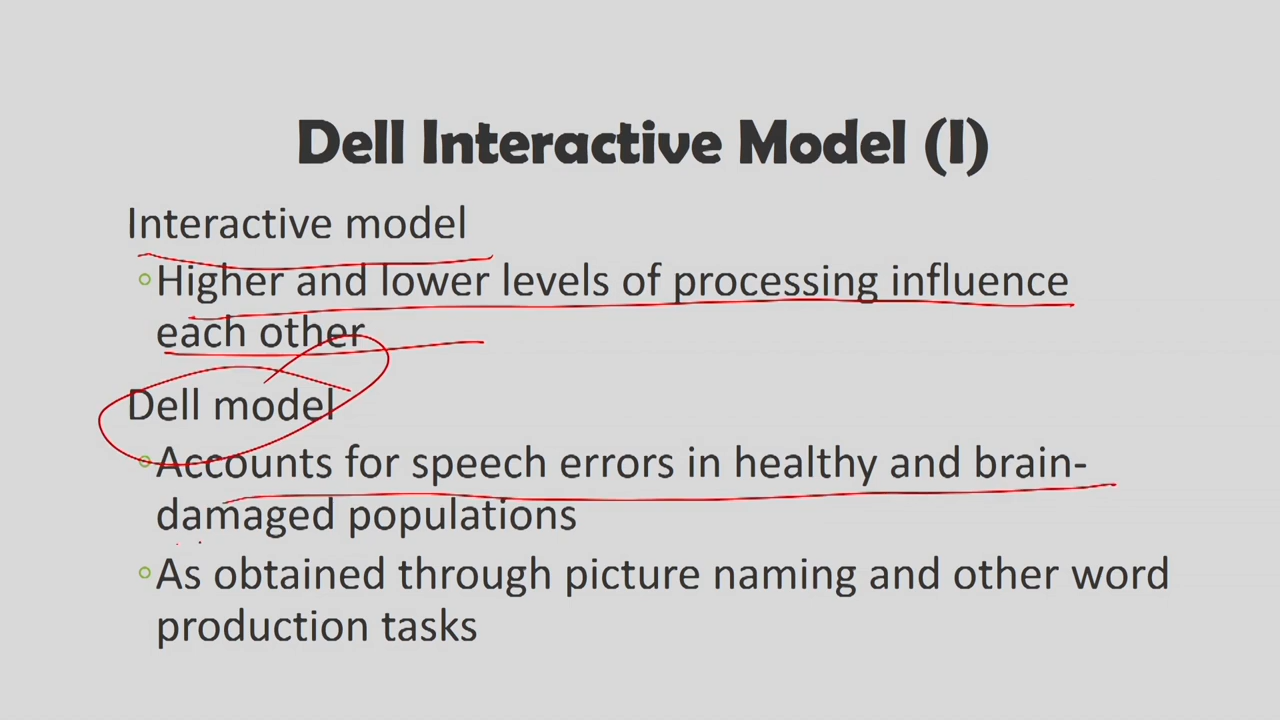 Dell Interactive Model (I)
Interactive model
◦Higher and lower levels of processing influence
each other
Dell model
◦Accounts for speech errors in healthy and brain-
damaged populations
◦As obtained through picture naming and other word
production tasks